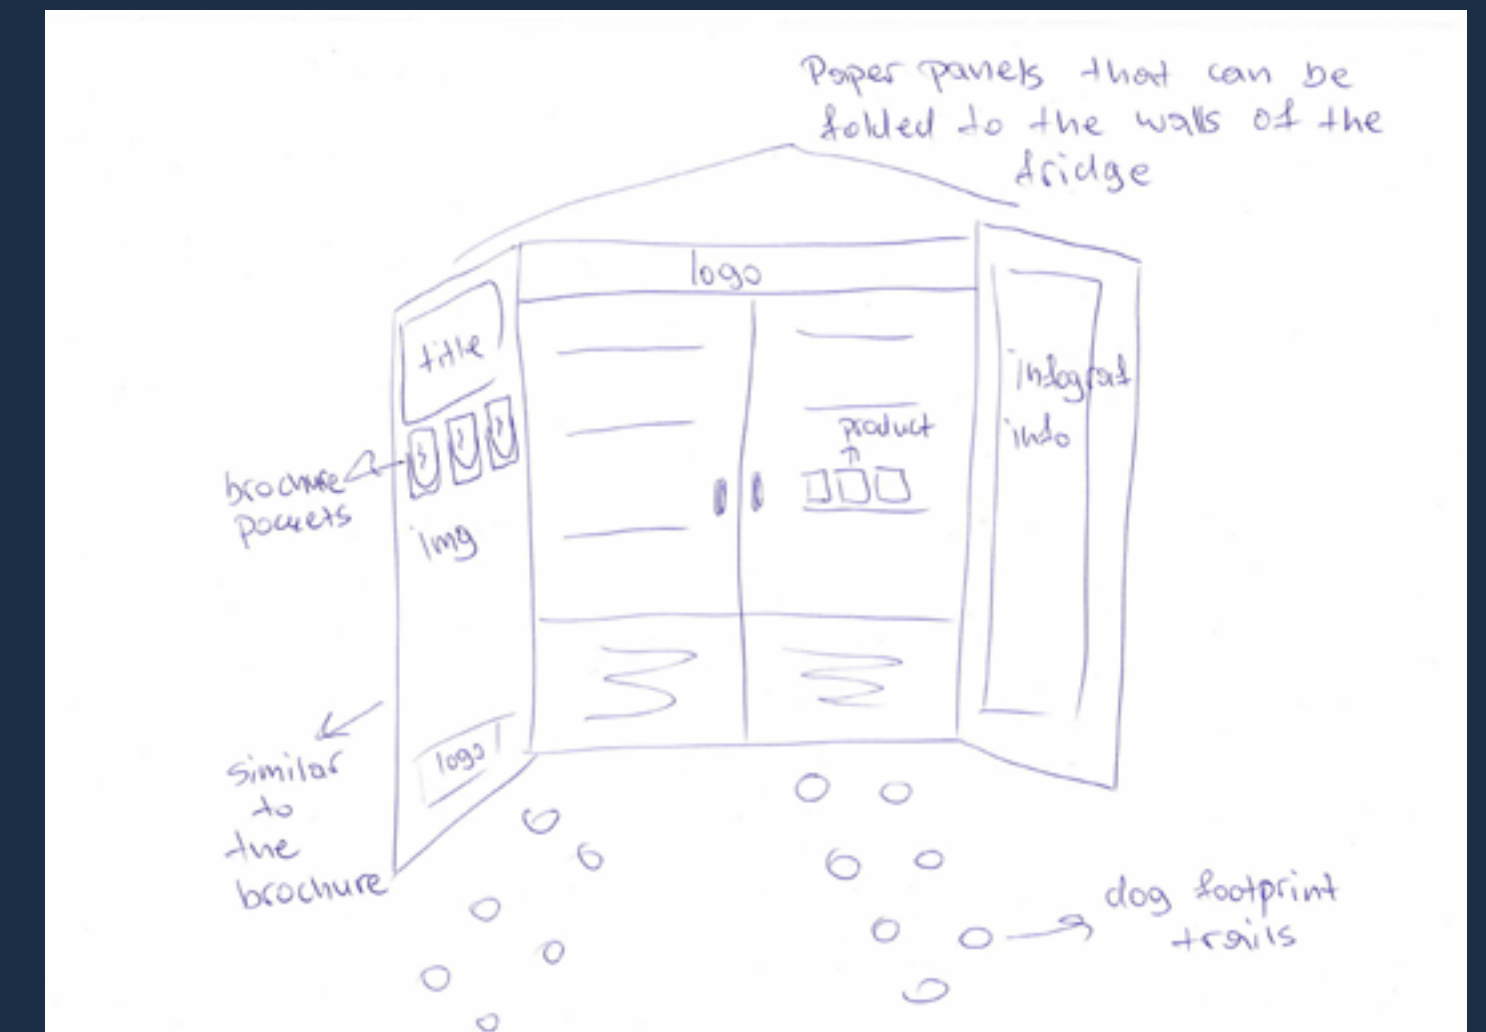 Paper panels that can be
folded to the walls of the
fridge
logo
title
infograf
info
product
brochure
pockets
img
logo
similar
to
the
brochure
dog footprint
trails